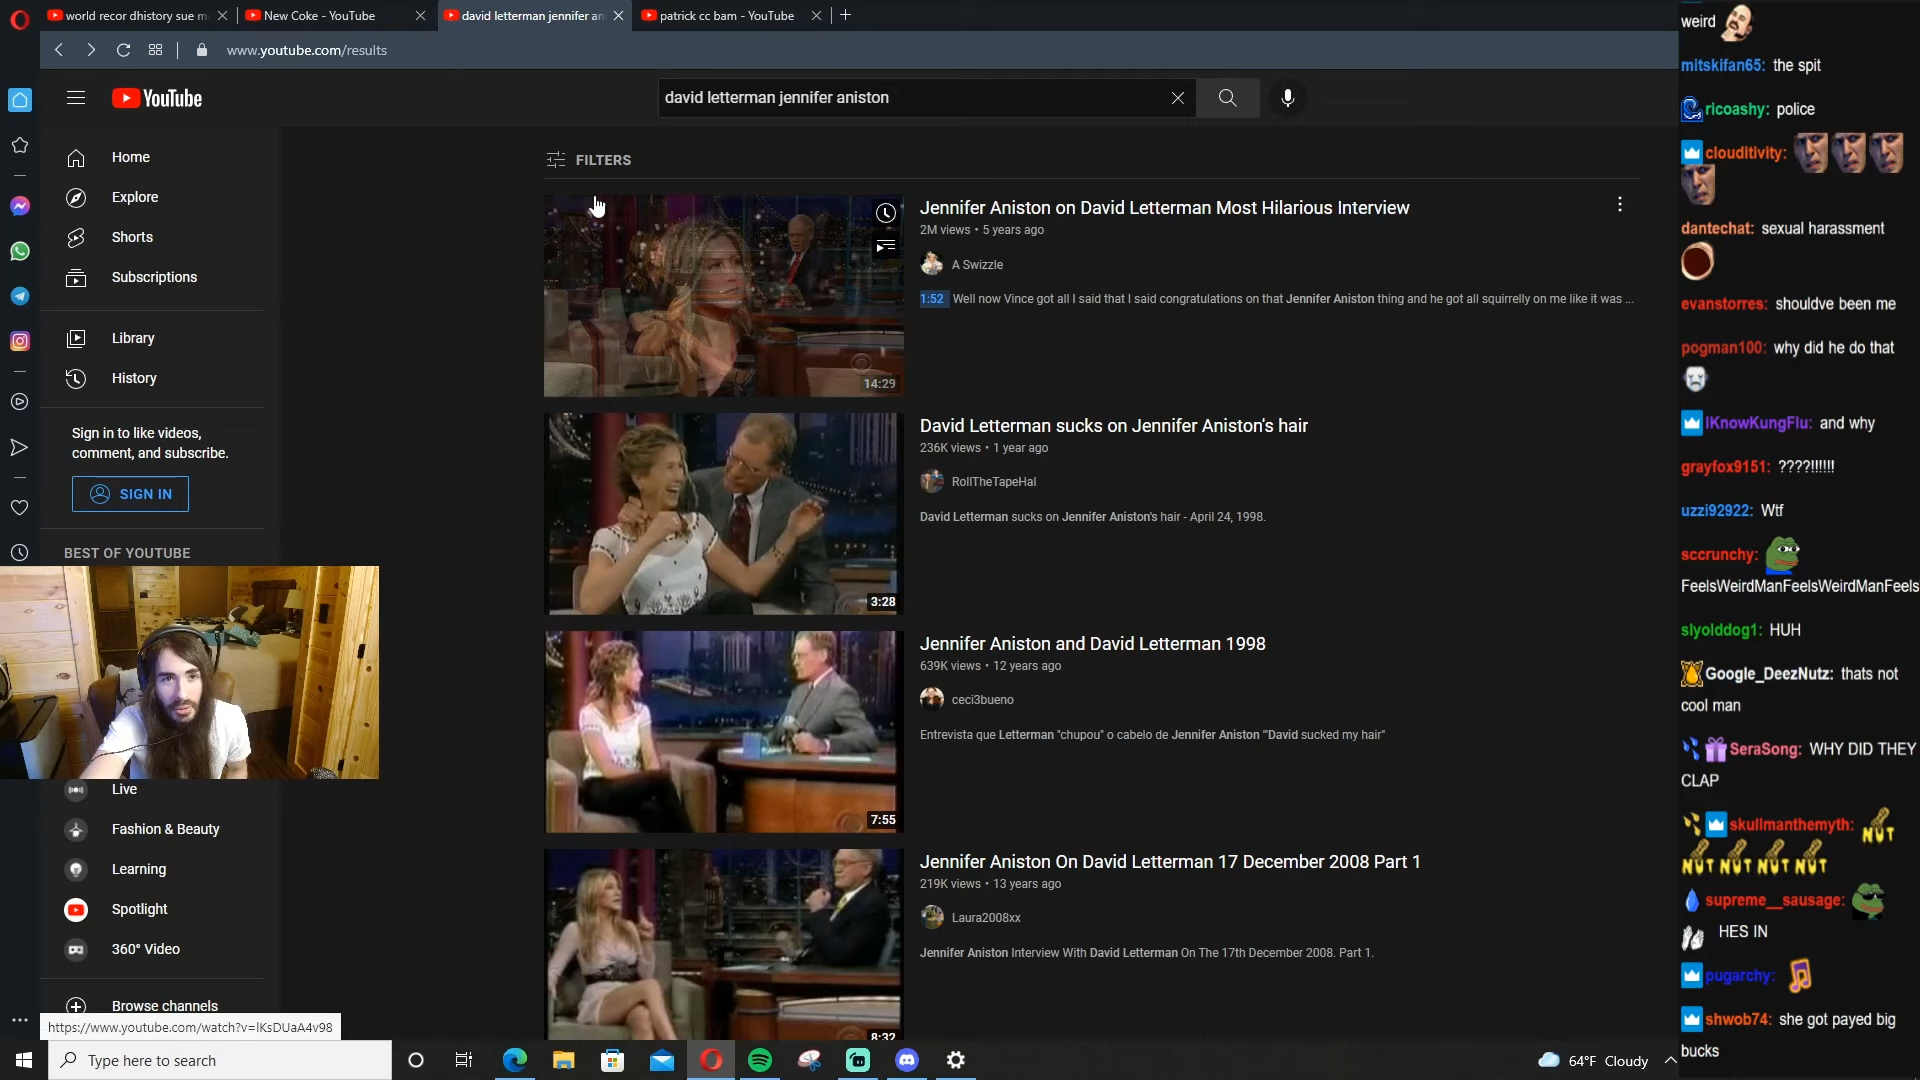 world recor dhistory sue m
New Coke - YouTube
david letterman jennifer an
patrick cc bam - YouTube
www.youtube.com/results
YouTube
david letterman jennifer aniston
Home
Explore
Shorts
Subscriptions
Library
History
Sign in to like videos,
comment, and subscribe.
SIGN IN
BEST OF YOUTUBE
Live
Fashion & Beauty
Learning
Spotlight
360° Video
Browse channels
https://www.youtube.com/watch?v=IKsDUaA4v98
FILTERS
14:29
Jennifer Aniston on David Letterman Most Hilarious Interview
2M views • 5 years ago
A Swizzle
1:52 Well now Vince got all I said that I said congratulations on that Jennifer Aniston thing and he got all squirrelly on me like it was ...
3:28
David Letterman sucks on Jennifer Aniston's hair
236K views • 1 year ago
RollTheTapeHal
David Letterman sucks on Jennifer Aniston's hair - April 24, 1998.
7:55
Jennifer Aniston and David Letterman 1998
639K views • 12 years ago
ceci3bueno
Entrevista que Letterman "chupou" o cabelo de Jennifer Aniston "'David sucked my hair"
8:32
Jennifer Aniston On David Letterman 17 December 2008 Part 1
219K views • 13 years ago
Laura2008xx
Jennifer Aniston Interview With David Letterman On The 17th December 2008. Part 1.
weird
mitskifan65: the spit
ricoashy: police
clouditivity:
dantechat: sexual harassment
evanstorres: shouldve been me
pogman100: why did he do that
IKnowKungFlu: and why
grayfox9151: ????!!!!!!
uzzi92922: Wtf
sccrunchy:
FeelsWeirdManFeelsWeirdManFeels
slyolddog1: HUH
Google_DeezNutz: thats not
cool man
SeraSong: WHY DID THEY
CLAP
skullmanthemyth: NUT
NUT NUT NUT NUT
supreme__sausage:
HES IN
pugarchy:
shwob74: she got payed big
bucks
Type here to search
64°F Cloudy